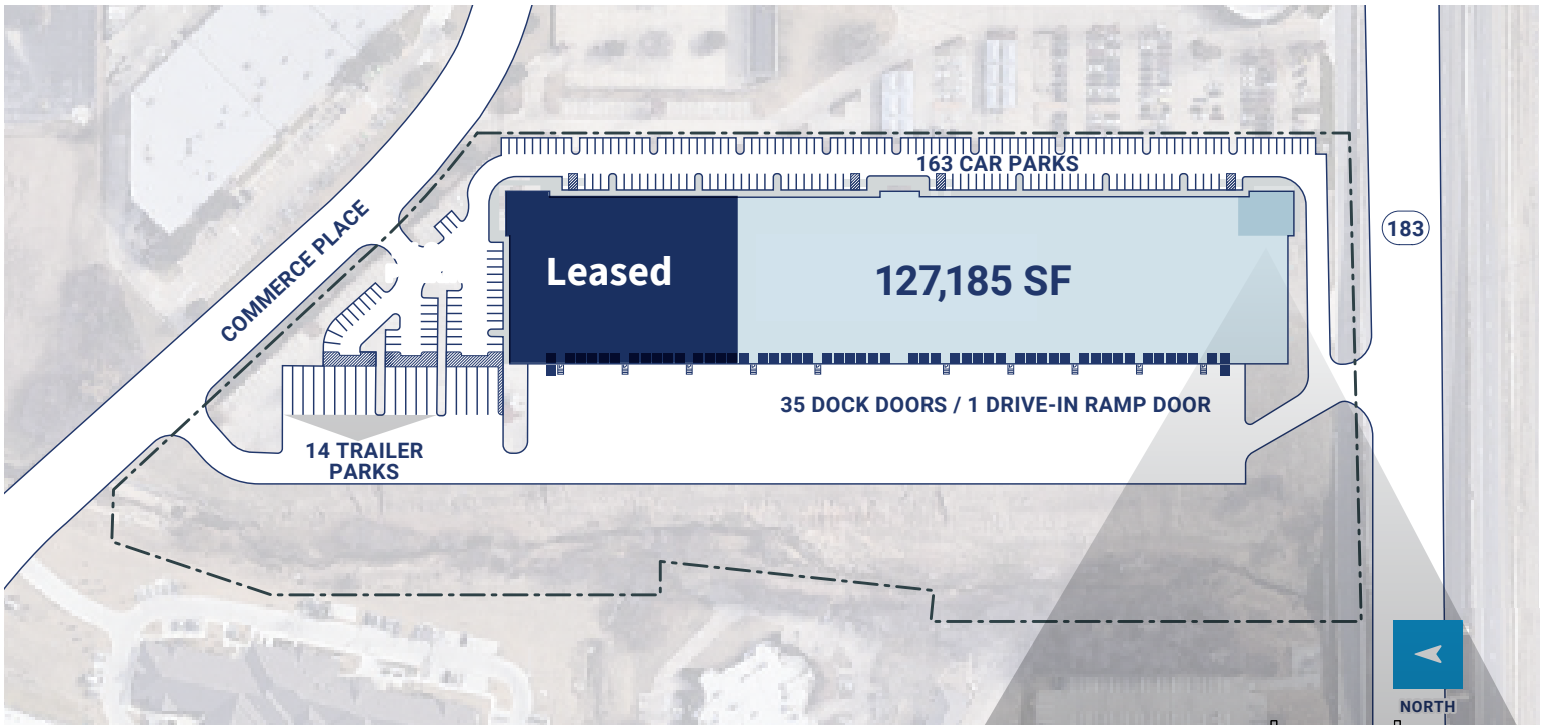 163 CAR PARKS
COMMERCE PLACE
183
Leased
127,185 SF
35 DOCK DOORS / 1 DRIVE-IN RAMP DOOR
14 TRAILER
PARKS
NORTH